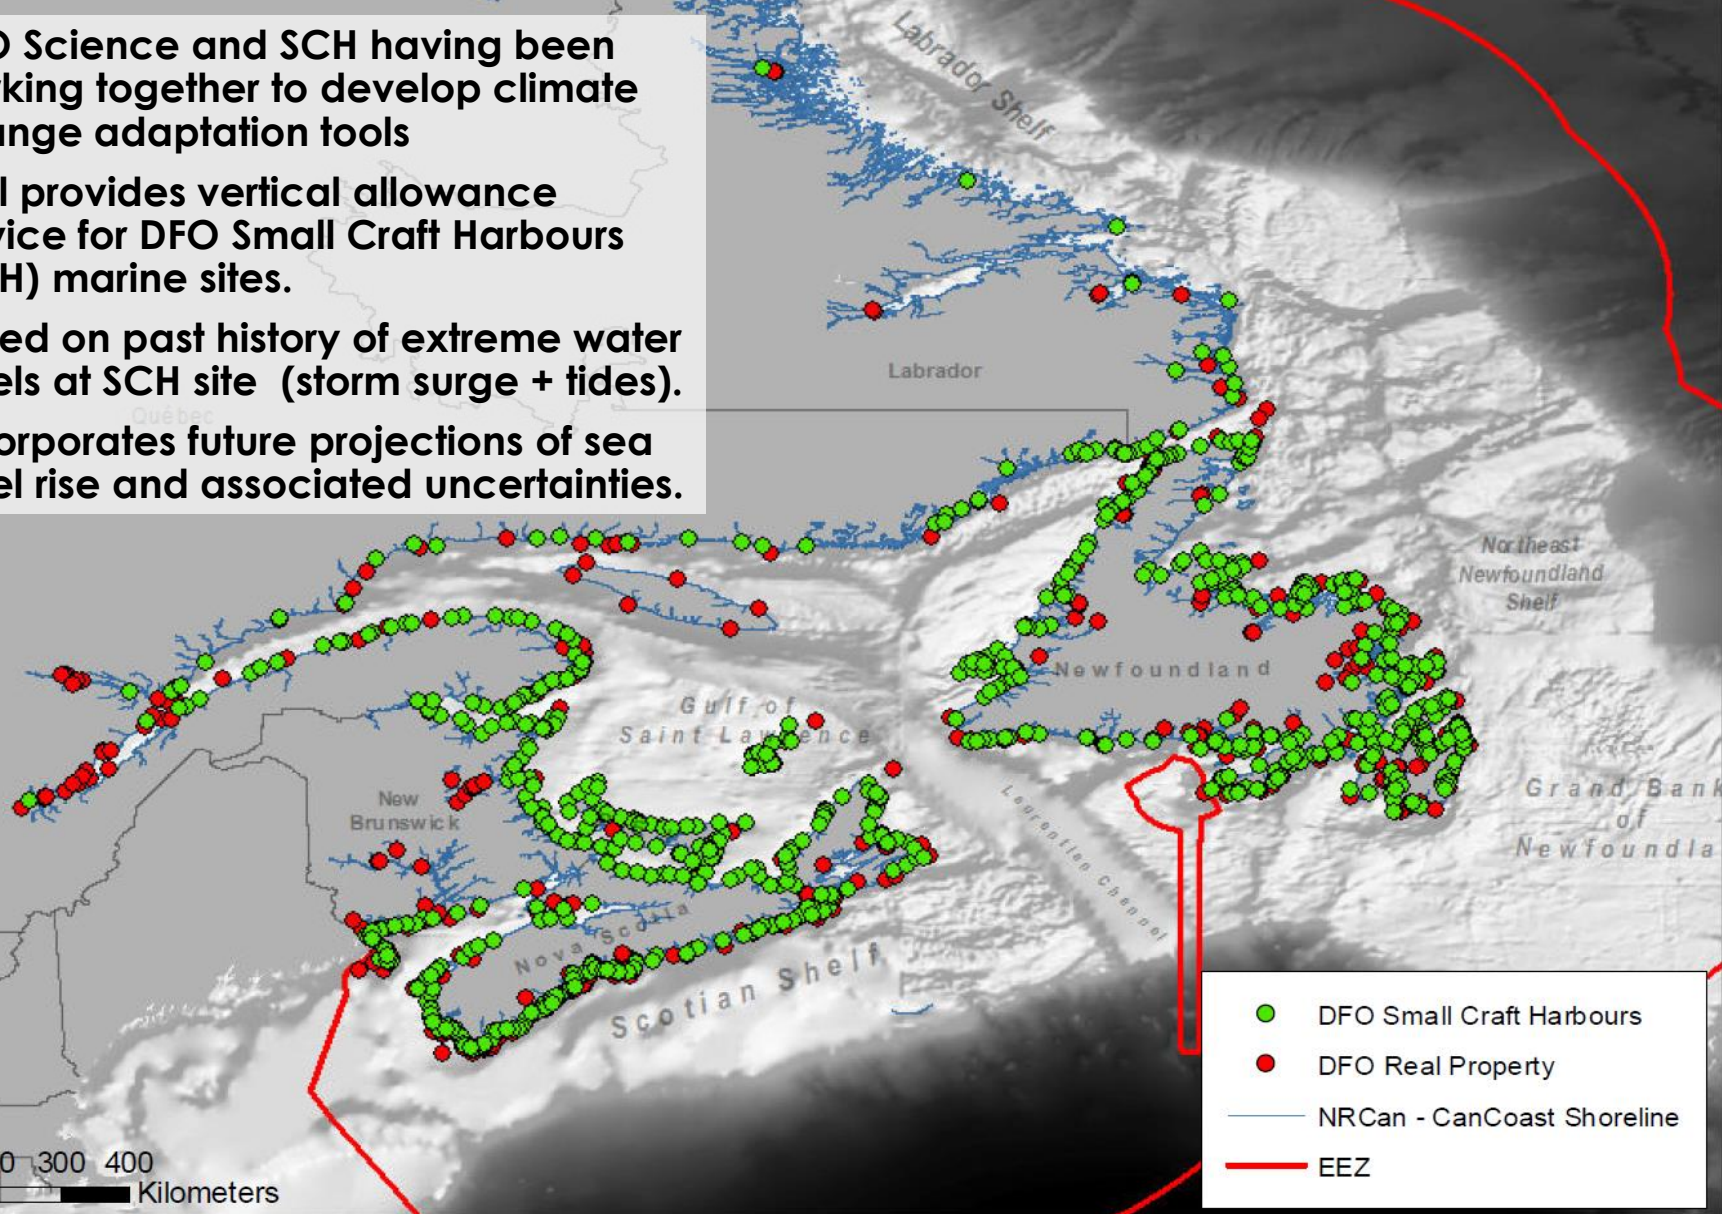 O Science and SCH having been
rking together to develop climate
ange adaptation tools
l provides vertical allowance
vice for DFO Small Craft Harbours
H) marine sites.
ed on past history of extreme water
els at SCH site (storm surge + tides).
orporates future projections of sea
el rise and associated uncertainties.
Québec
Labrador Shelf
Labrador
Northeast
Newfoundland
Shelf
Newfoundland
Gulf of
Saint Lawrence
New
Brunswick
Laurentian Channel
Grand Bank
of
Newfoundla
Nova Scotia
Scotian Shelf
DFO Small Craft Harbours
DFO Real Property
NRCan - CanCoast Shoreline
EEZ
0 300 400
Kilometers